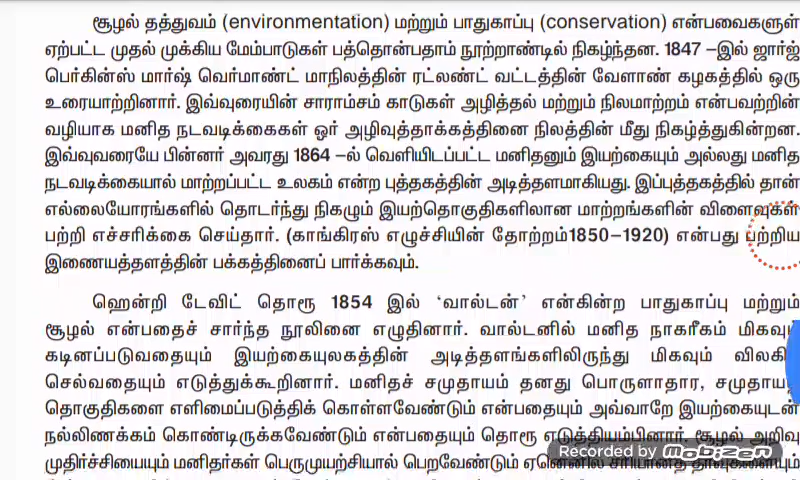 சூழல் தத்துவம் (environmentation) மற்றும் பாதுகாப்பு (conservation) என்பவைகளுள்
ஏற்பட்ட முதல் முக்கிய மேம்பாடுகள் பத்தொன்பதாம் நூற்றாண்டில் நிகழ்ந்தன. 1847 –இல் ஜார்ஜ்
பெர்கின்ஸ் மார்ஷ் வெர்மாண்ட் மாநிலத்தின் ரட்லண்ட் வட்டத்தின் வேளாண் கழகத்தில் ஒரு
உரையாற்றினார். இவ்வுரையின் சாராம்சம் காடுகள் அழித்தல் மற்றும் நிலமாற்றம் என்பவற்றின்
வழியாக மனித நடவடிக்கைகள் ஓர் அழிவுத்தாக்கத்தினை நிலத்தின் மீது நிகழ்த்துகின்றன.
இவ்வுவரையே பின்னர் அவரது 1864 –ல் வெளியிடப்பட்ட மனிதனும் இயற்கையும் அல்லது மனித
நடவடிக்கையால் மாற்றப்பட்ட உலகம் என்ற புத்தகத்தின் அடித்தளமாகியது. இப்புத்தகத்தில் தான்
எல்லையோரங்களில் தொடர்ந்து நிகழும் இயற்தொகுதிகளிலான மாற்றங்களின் விளைவுகள்
பற்றி எச்சரிக்கை செய்தார். (காங்கிரஸ் எழுச்சியின் தோற்றம்1850–1920) என்பது பற்றிய
இணையத்தளத்தின் பக்கத்தினைப் பார்க்கவும்.
ஹென்றி டேவிட் தொரூ 1854 இல் ‘வால்டன்’ என்கின்ற பாதுகாப்பு மற்றும்
சூழல் என்பதைச் சார்ந்த நூலினை எழுதினார். வால்டனில் மனித நாகரீகம் மிகவும்
கடினப்படுவதையும் இயற்கையுலகத்தின் அடித்தளங்களிலிருந்து மிகவும் விலகி
செல்வதையும் எடுத்துக்கூறினார். மனிதச் சமுதாயம் தனது பொருளாதார, சமுதாய
தொகுதிகளை எளிமைப்படுத்திக் கொள்ளவேண்டும் என்பதையும் அவ்வாறே இயற்கையுடன்
நல்லிணக்கம் கொண்டிருக்கவேண்டும் என்பதையும் தொரூ எடுத்தியம்பினார். சூழல் அறிவு
முதிர்ச்சியையும் மனிதர்கள் பெருமுயற்சியால் பெறவேண்டும் ஏனெனில் சரியானத
Recorded by mobizen